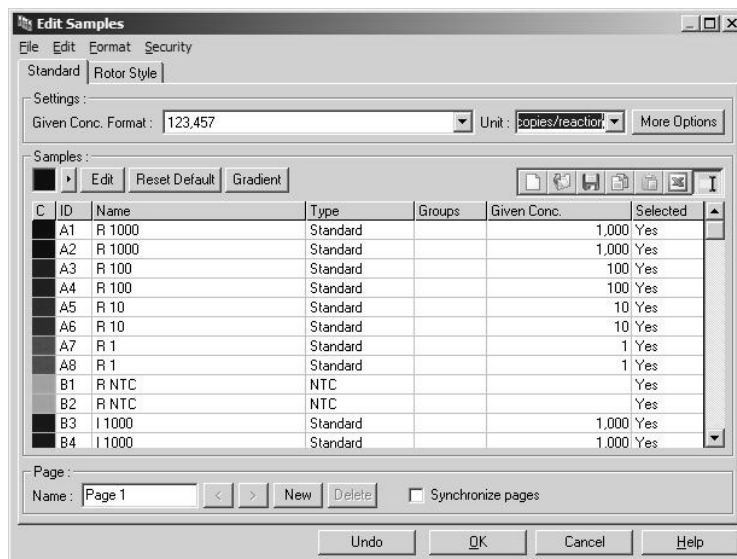 Edit Samples
File Edit Format Security
Standard Rotor Style
Settings :
Given Conc. Format : 123,457 Unit : copies/reaction More Options
Samples :
Edit Reset Default Gradient
C ID Name Type Groups Given Conc. Selected
A1 R 1000 Standard 1,000 Yes
A2 R 1000 Standard 1,000 Yes
A3 R 100 Standard 100 Yes
A4 R 100 Standard 100 Yes
A5 R 10 Standard 10 Yes
A6 R 10 Standard 10 Yes
A7 R 1 Standard 1 Yes
A8 R 1 Standard 1 Yes
B1 R NTC NTC Yes
B2 R NTC NTC Yes
B3 I 1000 Standard 1,000 Yes
B4 I 1000 Standard 1,000 Yes
Page :
Name : Page 1 < > New Delete Synchronize pages
Undo OK Cancel Help